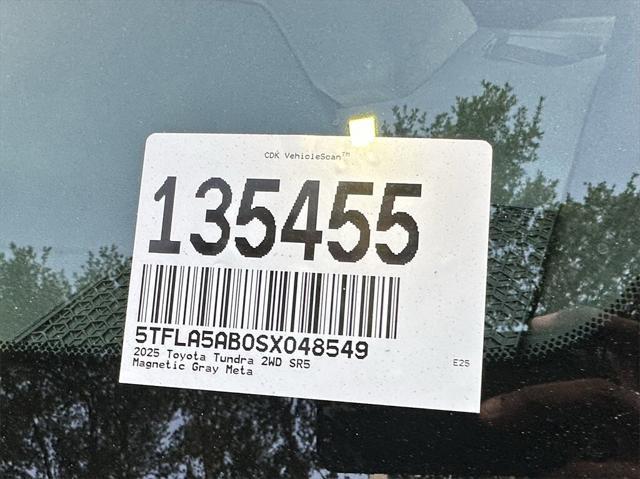 CDK VehicleScan™
135455
5TFLA5AB0SX048549
2025 Toyota Tundra 2WD SR5
Magnetic Gray Meta
E25